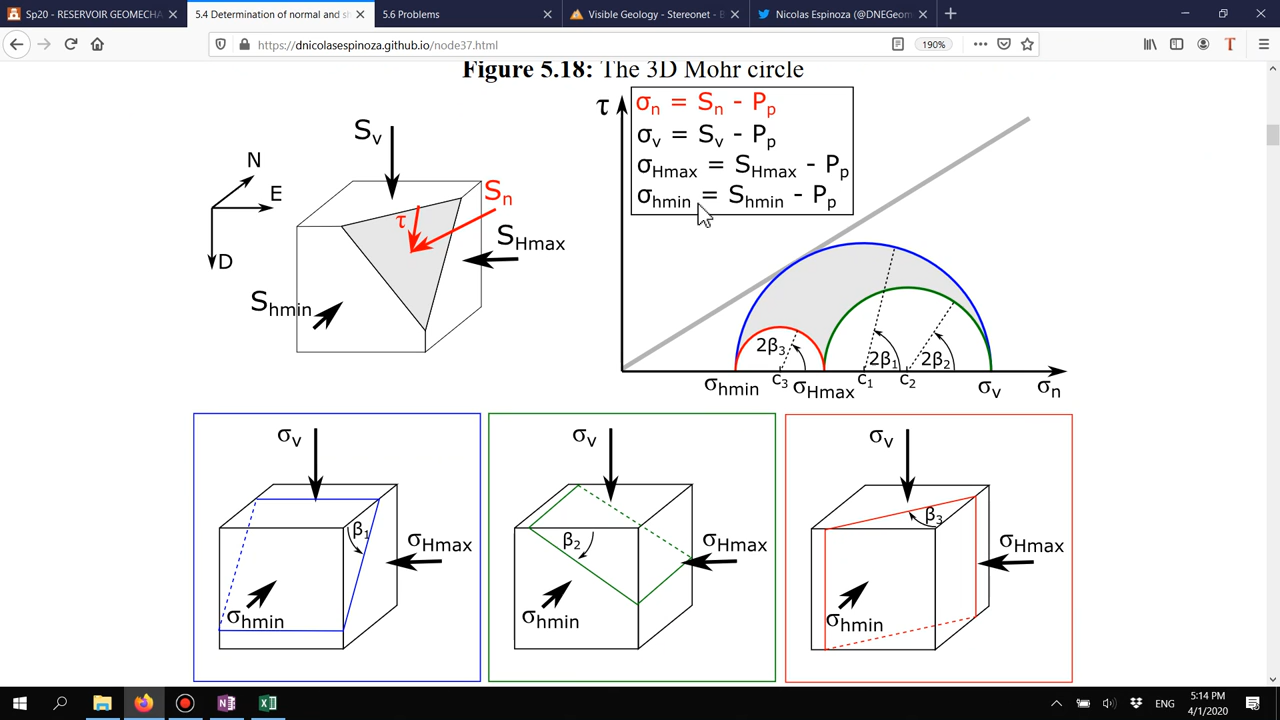 Sp20 - RESERVOIR GEOMECHA
5.4 Determination of normal and sh
5.6 Problems
Visible Geology - Stereonet - B
Nicolas Espinoza (@DNEGeom
https://dnicolasespinoza.github.io/node37.html
190%
Figure 5.18: The 3D Mohr circle
N
E
D
Sv
Sn
τ
SHmax
Shmin
τ
σn = Sn - Pp
σv = Sv - Pp
σHmax = SHmax - Pp
σhmin = Shmin - Pp
2β3
2β1
2β2
σhmin
c3
σHmax
c1
c2
σv
σn
σv
β1
σHmax
σhmin
σv
β2
σHmax
σhmin
σv
β3
σHmax
σhmin
ENG
5:14 PM
4/1/2020